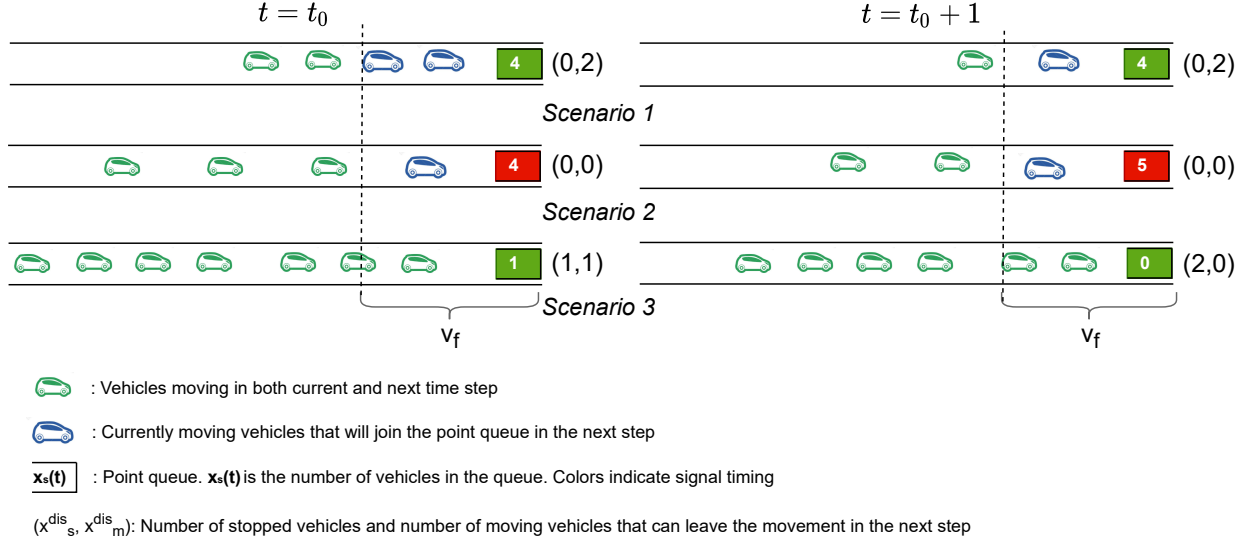 t = t₀
t = t₀ + 1
4 (0,2)
4 (0,2)
Scenario 1
4 (0,0)
5 (0,0)
Scenario 2
1 (1,1)
0 (2,0)
Scenario 3
v_f
v_f
: Vehicles moving in both current and next time step
: Currently moving vehicles that will join the point queue in the next step
xₛ(t) : Point queue. xₛ(t) is the number of vehicles in the queue. Colors indicate signal timing
(x^dis_s, x^dis_m): Number of stopped vehicles and number of moving vehicles that can leave the movement in the next step